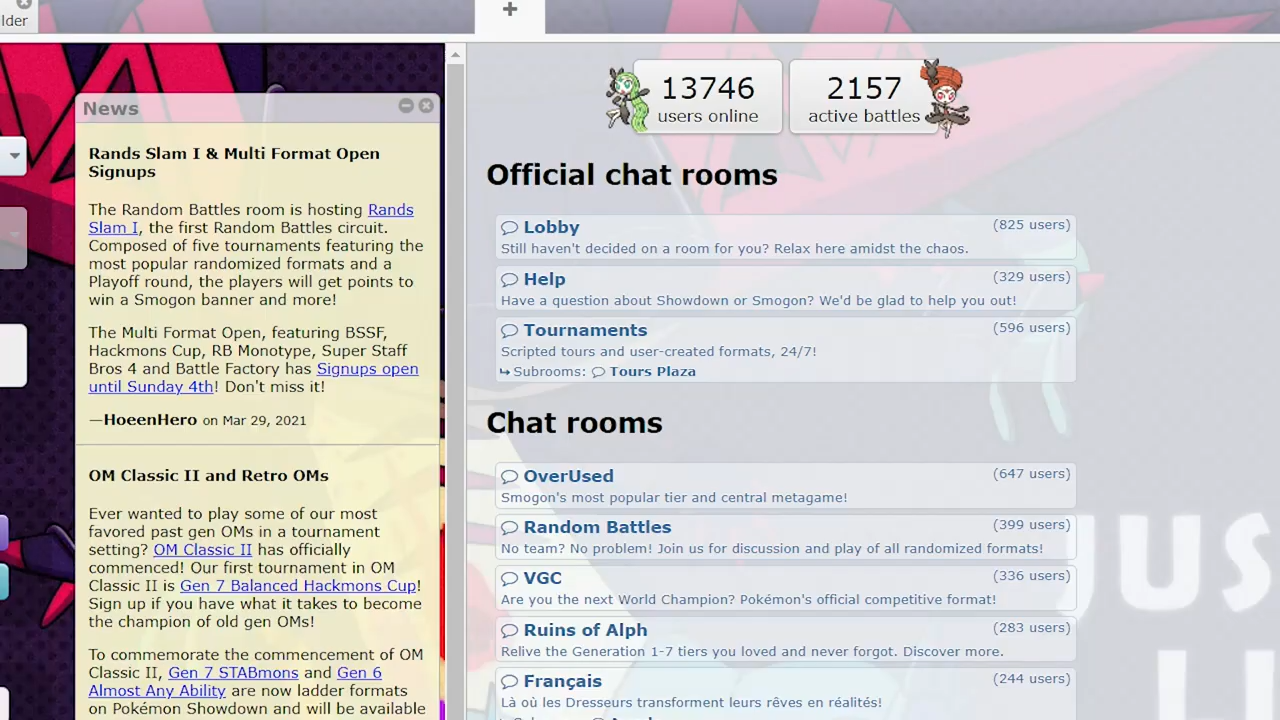 lder
+
News
Rands Slam I & Multi Format Open
Signups
The Random Battles room is hosting Rands
Slam I, the first Random Battles circuit.
Composed of five tournaments featuring the
most popular randomized formats and a
Playoff round, the players will get points to
win a Smogon banner and more!
The Multi Format Open, featuring BSSF,
Hackmons Cup, RB Monotype, Super Staff
Bros 4 and Battle Factory has Signups open
until Sunday 4th! Don't miss it!
—HoeenHero on Mar 29, 2021
OM Classic II and Retro OMs
Ever wanted to play some of our most
favored past gen OMs in a tournament
setting? OM Classic II has officially
commenced! Our first tournament in OM
Classic II is Gen 7 Balanced Hackmons Cup!
Sign up if you have what it takes to become
the champion of old gen OMs!
To commemorate the commencement of OM
Classic II, Gen 7 STABmons and Gen 6
Almost Any Ability are now ladder formats
on Pokémon Showdown and will be available
13746
users online
2157
active battles
Official chat rooms
Lobby (825 users)
Still haven't decided on a room for you? Relax here amidst the chaos.
Help (329 users)
Have a question about Showdown or Smogon? We'd be glad to help you out!
Tournaments (596 users)
Scripted tours and user-created formats, 24/7!
↳ Subrooms: Tours Plaza
Chat rooms
OverUsed (647 users)
Smogon's most popular tier and central metagame!
Random Battles (399 users)
No team? No problem! Join us for discussion and play of all randomized formats!
VGC (336 users)
Are you the next World Champion? Pokémon's official competitive format!
Ruins of Alph (283 users)
Relive the Generation 1-7 tiers you loved and never forgot. Discover more.
Français (244 users)
Là où les Dresseurs transforment leurs rêves en réalités!
JUS